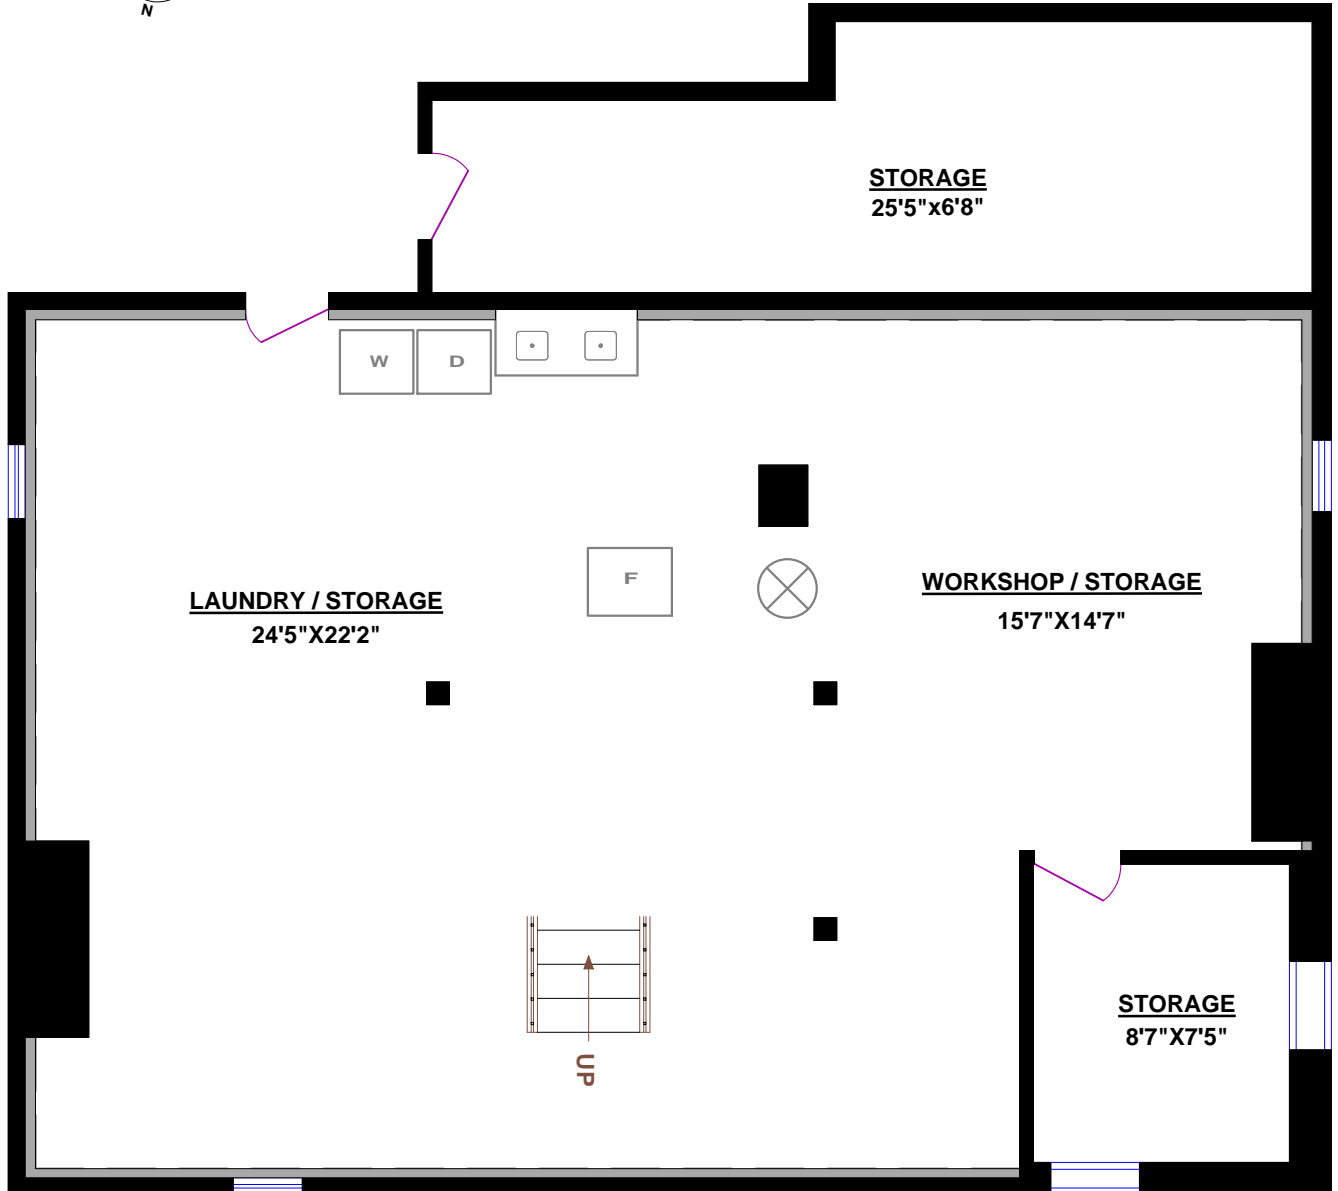 N
STORAGE
25'5"x6'8"
W D
F
LAUNDRY / STORAGE
24'5"X22'2"
WORKSHOP / STORAGE
15'7"X14'7"
STORAGE
8'7"X7'5"
UP